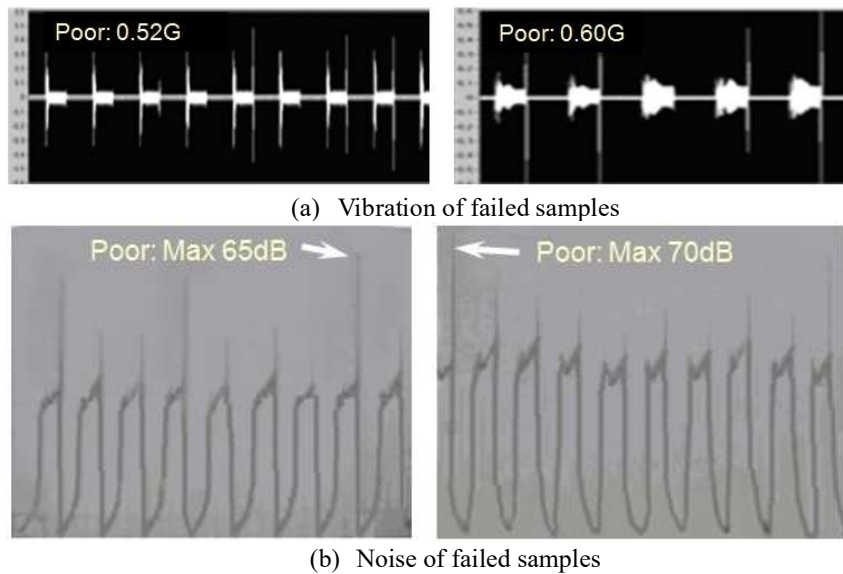 Poor: 0.52G
Poor: 0.60G
(a) Vibration of failed samples
Poor: Max 65dB
Poor: Max 70dB
(b) Noise of failed samples